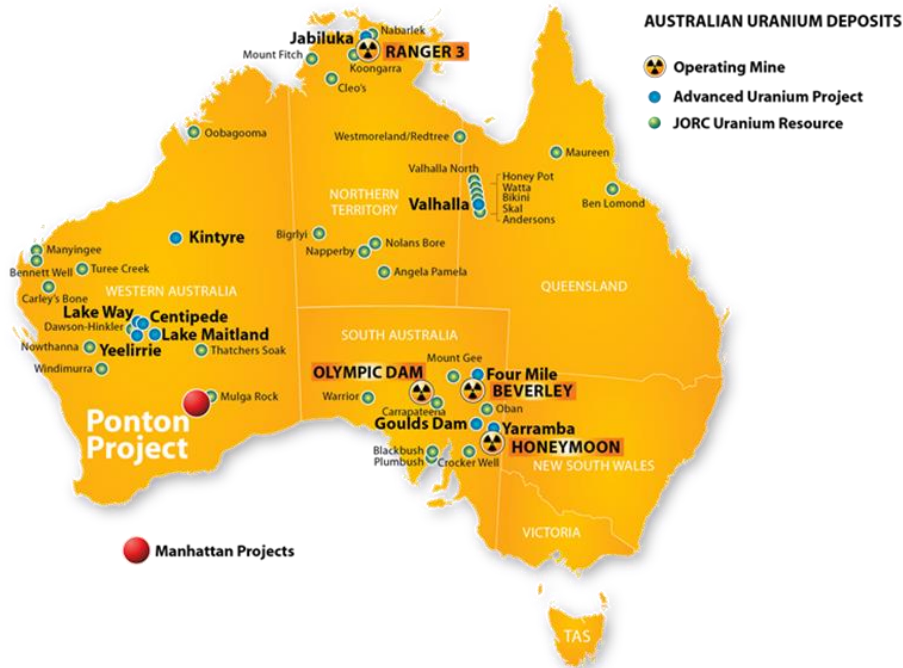 AUSTRALIAN URANIUM DEPOSITS
Operating Mine
Advanced Uranium Project
JORC Uranium Resource
Jabiluka
Nabarlek
RANGER 3
Mount Fitch
Koongarra
Cleo's
Oobagooma
Westmoreland/Redtree
Maureen
Valhalla North
Honey Pot
Watta
Bikini
Skal
Andersons
Valhalla
Ben Lomond
NORTHERN
TERRITORY
Kintyre
Bigrlyi
Nolans Bore
Napperby
Angela Pamela
Manyingee
Bennett Well
Turee Creek
Carley's Bone
WESTERN AUSTRALIA
QUEENSLAND
Lake Way
Centipede
Dawson-Hinkler
Lake Maitland
Nowthanna
Yeelirrie
Thatchers Soak
Windimurra
SOUTH AUSTRALIA
Mount Gee
OLYMPIC DAM
Four Mile
BEVERLEY
Warrior
Carrapateena
Oban
Mulga Rock
Ponton
Project
Goulds Dam
Yarramba
HONEYMOON
Blackbush
Plumbush
Crocker Well
NEW SOUTH WALES
VICTORIA
Manhattan Projects
TAS